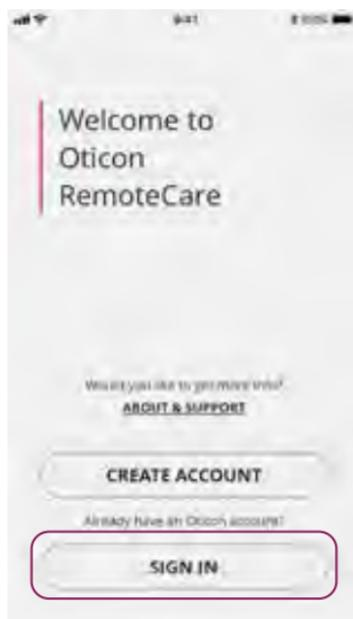 9:41
100%
Welcome to
Oticon
RemoteCare
Would you like to get more info?
ABOUT & SUPPORT
CREATE ACCOUNT
Already have an Oticon account?
SIGN IN